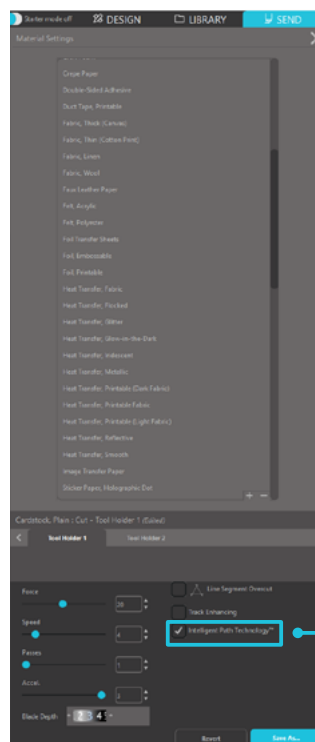 Starter mode off
DESIGN
LIBRARY
SEND
Material Settings
Crepe Paper
Double-Sided Adhesive
Duct Tape, Printable
Fabric, Thick (Canvas)
Fabric, Thin (Cotton Print)
Fabric, Linen
Fabric, Wool
Faux Leather Paper
Felt, Acrylic
Felt, Polyester
Foil Transfer Sheets
Foil, Embossable
Foil, Printable
Heat Transfer, Fabric
Heat Transfer, Flocked
Heat Transfer, Glitter
Heat Transfer, Glow-in-the-Dark
Heat Transfer, Iridescent
Heat Transfer, Metallic
Heat Transfer, Printable (Dark Fabric)
Heat Transfer, Printable Fabric
Heat Transfer, Printable (Light Fabric)
Heat Transfer, Reflective
Heat Transfer, Smooth
Image Transfer Paper
Sticker Paper, Holographic Dot
+ −
Cardstock, Plain : Cut - Tool Holder 1
Tool Holder 1
Tool Holder 2
Force
Line Segment Overcut
Track Enhancing
Speed
4
Intelligent Path Technology™
Passes
1
Accel.
Blade Depth
2 3 4
Revert
Save As...